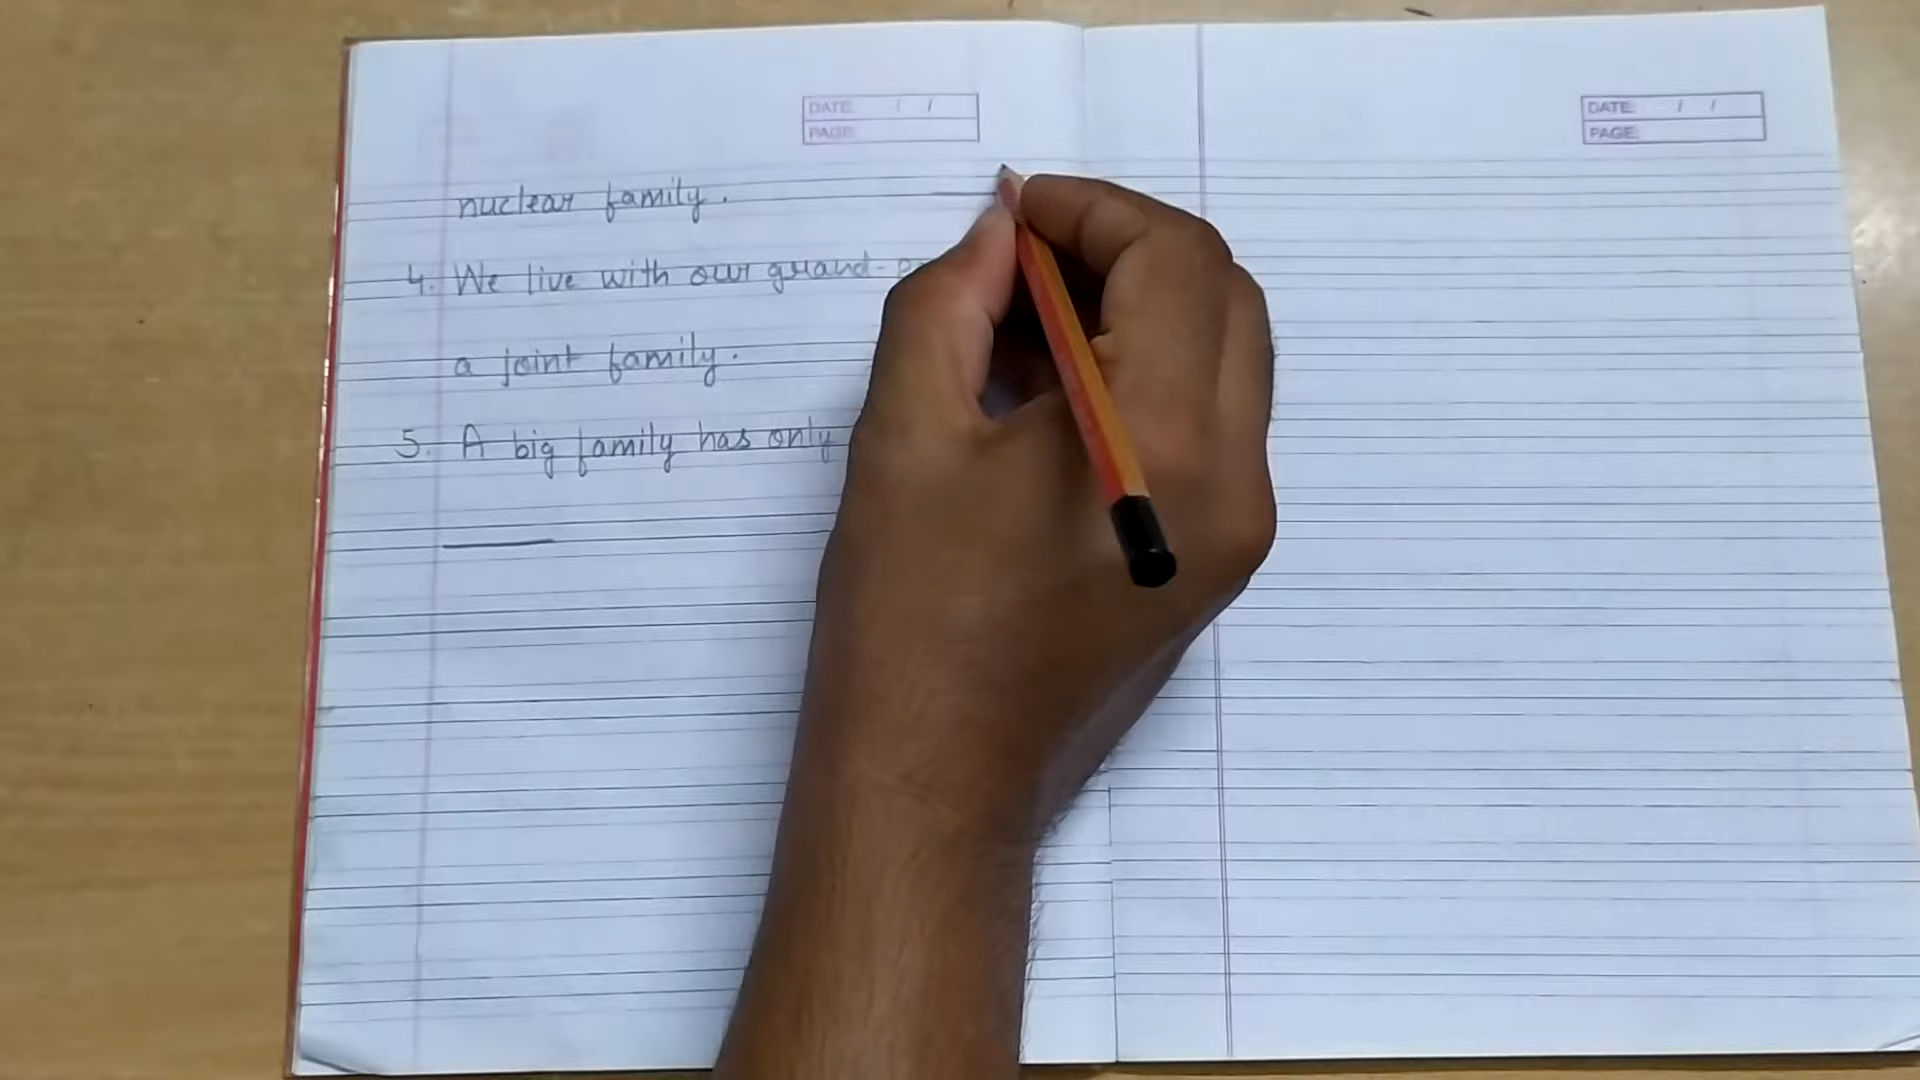 DATE / /
PAGE
nuclear family.
4. We live with our grand-
a joint family.
5. A big family has only
DATE / /
PAGE